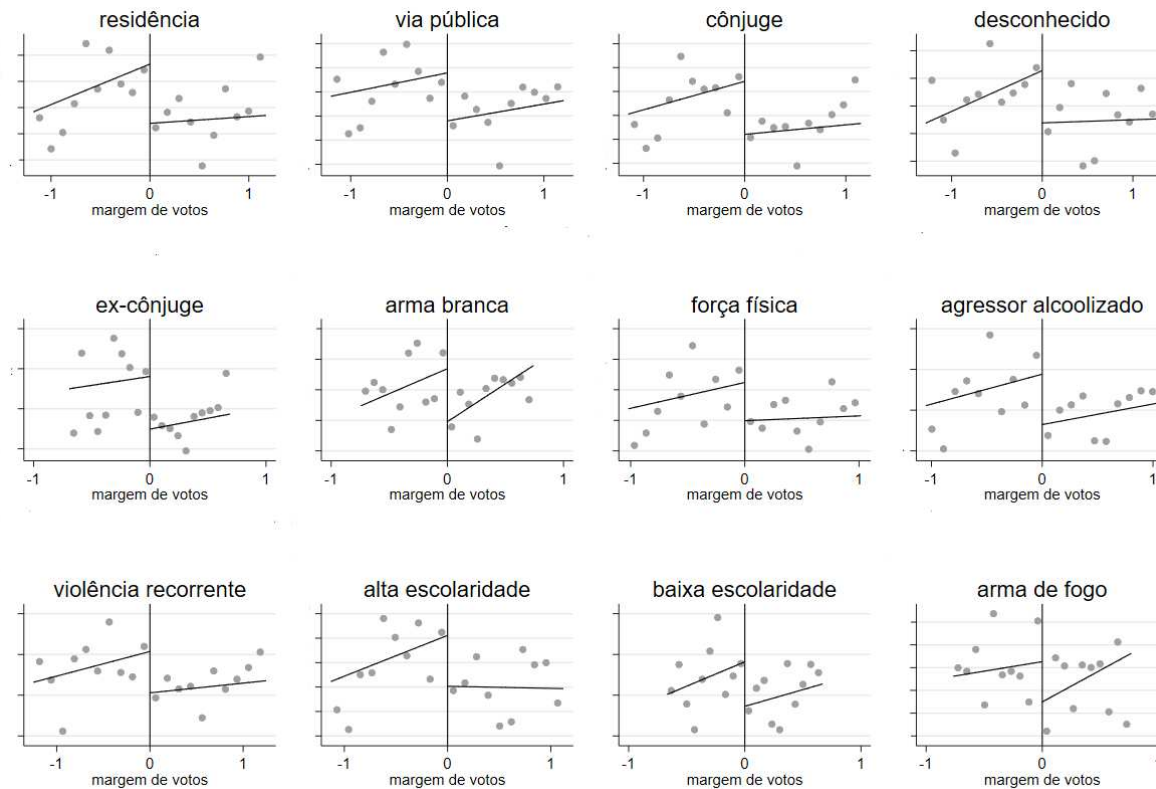 residência
via pública
cônjuge
desconhecido
-1 0 1
-1 0 1
-1 0 1
-1 0 1
margem de votos
margem de votos
margem de votos
margem de votos
ex-cônjuge
arma branca
força física
agressor alcoolizado
-1 0 1
-1 0 1
-1 0 1
-1 0 1
margem de votos
margem de votos
margem de votos
margem de votos
violência recorrente
alta escolaridade
baixa escolaridade
arma de fogo
-1 0 1
-1 0 1
-1 0 1
-1 0 1
margem de votos
margem de votos
margem de votos
margem de votos